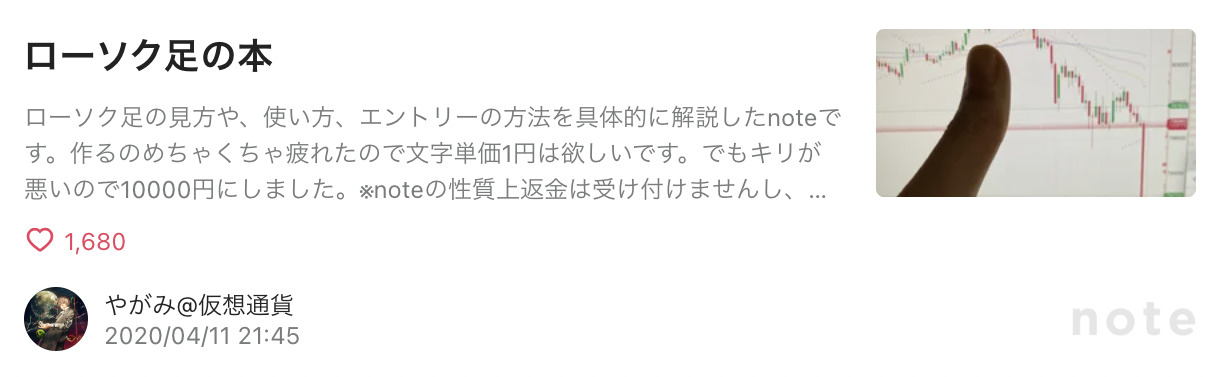 ローソク足の本
ローソク足の見方や、使い方、エントリーの方法を具体的に解説したnoteで
す。作るのめちゃくちゃ疲れたので文字単価1円は欲しいです。でもキリが
悪いので10000円にしました。※noteの性質上返金は受け付けませんし、...
1,680
やがみ@仮想通貨
2020/04/11 21:45
note